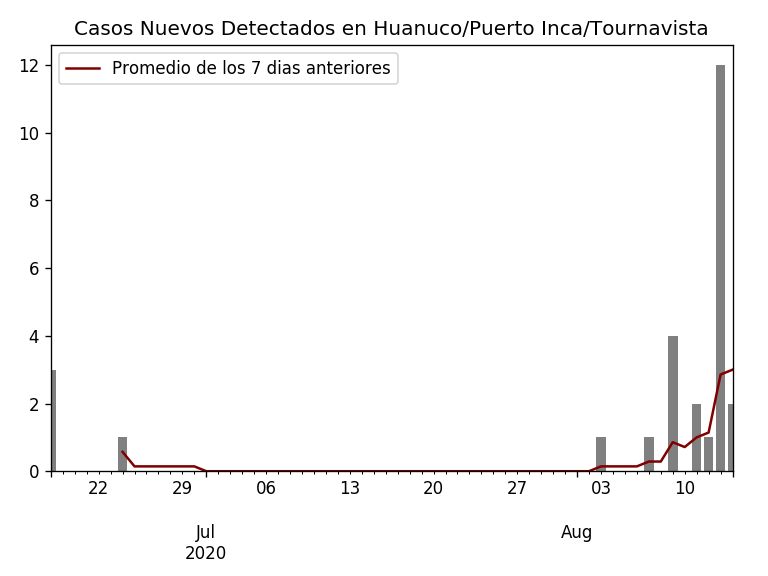 Casos Nuevos Detectados en Huanuco/Puerto Inca/Tournavista
Promedio de los 7 dias anteriores
12
10
8
6
4
2
0
22 29 06 13 20 27 03 10
Jul Aug
2020